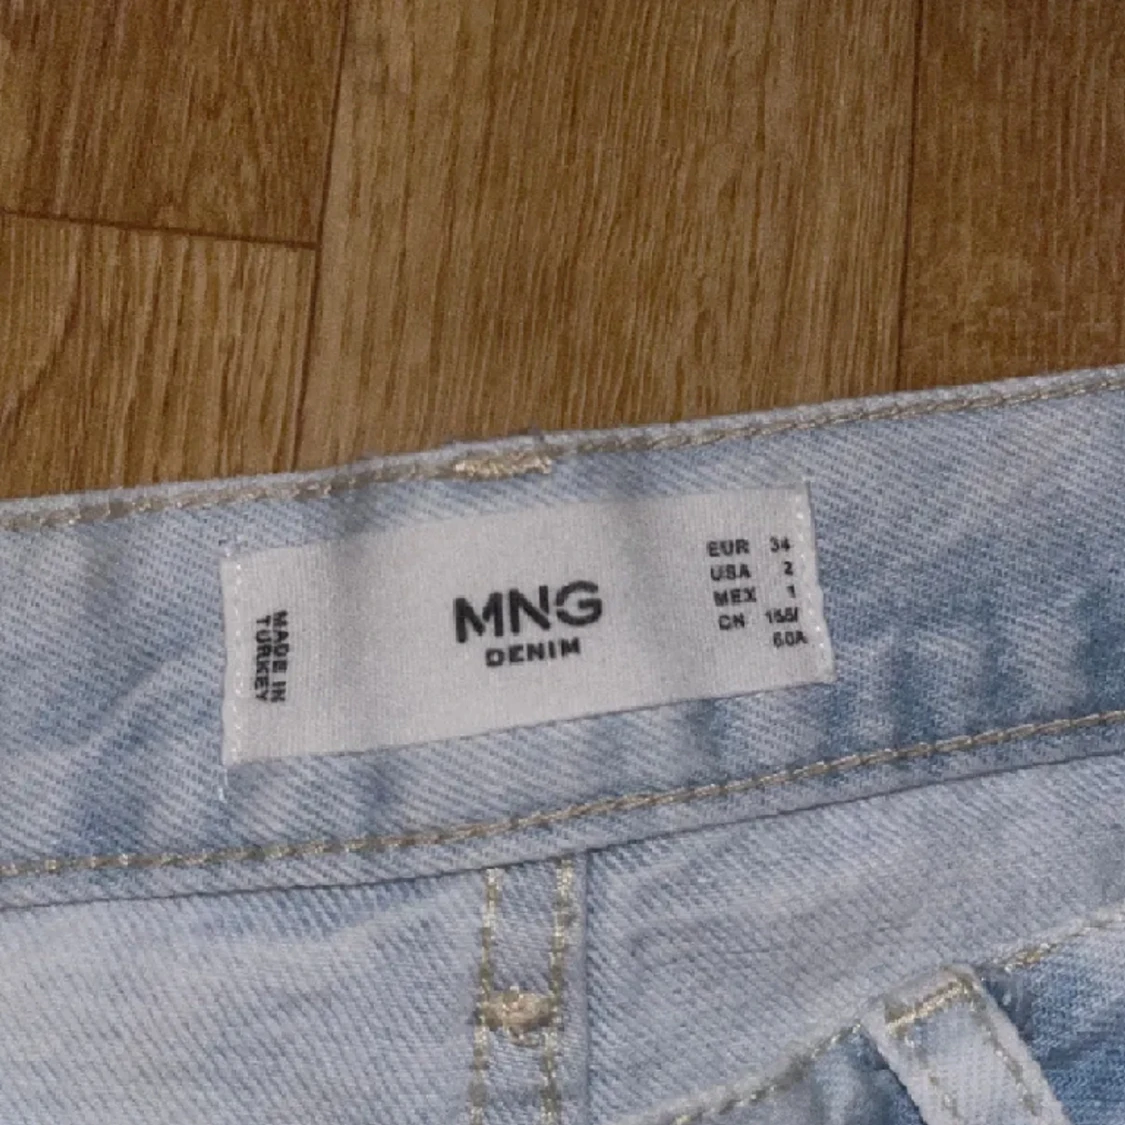 MADE IN
TURKEY
MNG
DENIM
EUR 34
USA 2
MEX 1
CN 155/
60A